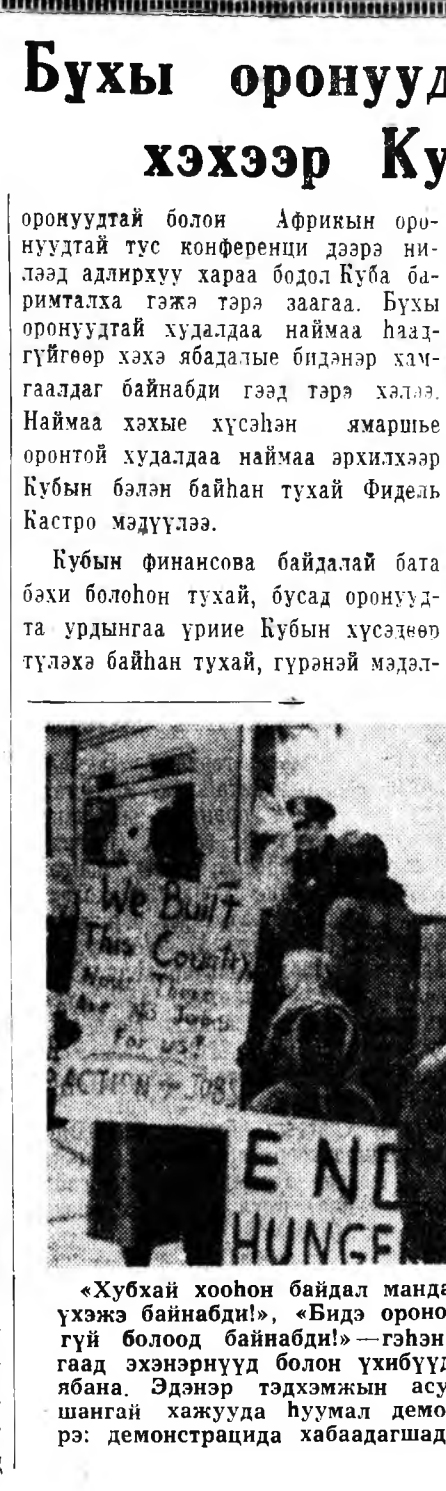 Бүхы оронууд
хэхээр Ку
оронуудтай болон Африкын оро-
нуудтай тус конференци дээрэ ни-
лээд адлирхуу хараа бодол Куба ба-
римталха гэжэ тэрэ заагаа. Бүхы
оронуудтай худалдаа наймаа һаад-
гүйгөөр хэхэ ябадалые бидэнэр хам-
гаалдаг байнабди гээд тэрэ хэлээ.
Наймаа хэхые хүсэһэн ямаршье
оронтой худалдаа наймаа эрхилхээр
Кубын бэлэн байһан тухай Фидель
Кастро мэдүүлээ.
Кубын финансова байдалай бата
бэхи болоһон тухай, бусад оронууд-
та урдынгаа үриие Кубын хүсэдөөр
түлэхэ байһан тухай, гүрэнэй мэдэл-
We Built
This Country
Now There
Are No Jobs
For us!
ACTION JOBS
END
HUNGE
«Хубхай хооһон байдал манда
үхэжэ байнабди!», «Бидэ ороно
гүй болоод байнабди!» — гэһэн
гаад эхэнэрнүүд болон үхибүүд
ябана. Эдэнэр тэдхэмжын асу
шангай хажууда һуумал демо
рэ: демонстрацида хабаадагшад